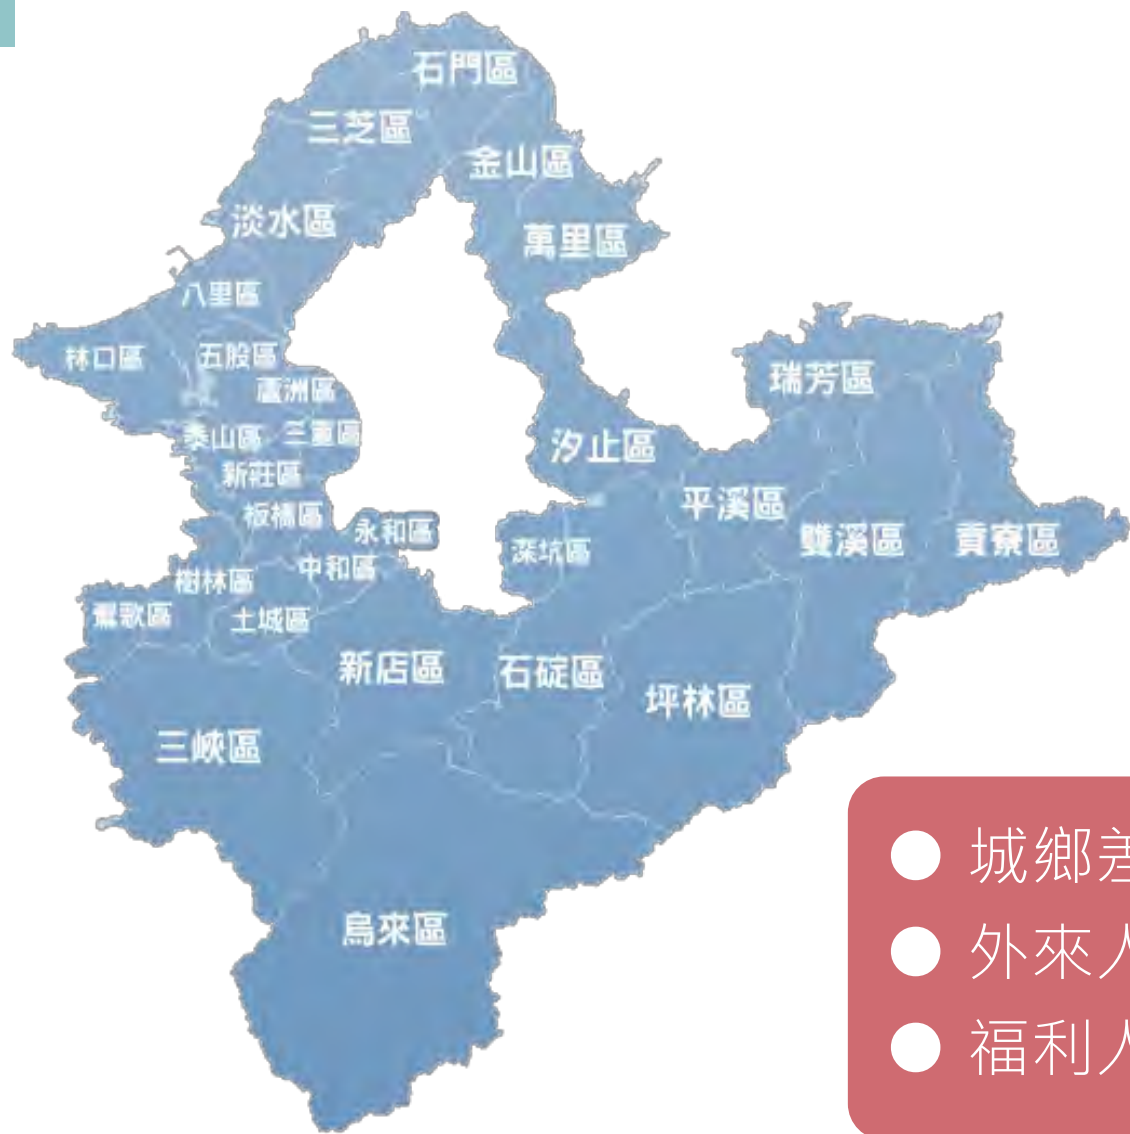 石門區
三芝區
金山區
淡水區
萬里區
八里區
林口區
五股區
蘆洲區
瑞芳區
泰山區
三重區
汐止區
新莊區
平溪區
板橋區
永和區
雙溪區
貢寮區
深坑區
中和區
樹林區
鶯歌區
土城區
新店區
石碇區
坪林區
三峽區
烏來區
● 城鄉差
● 外來人
● 福利人